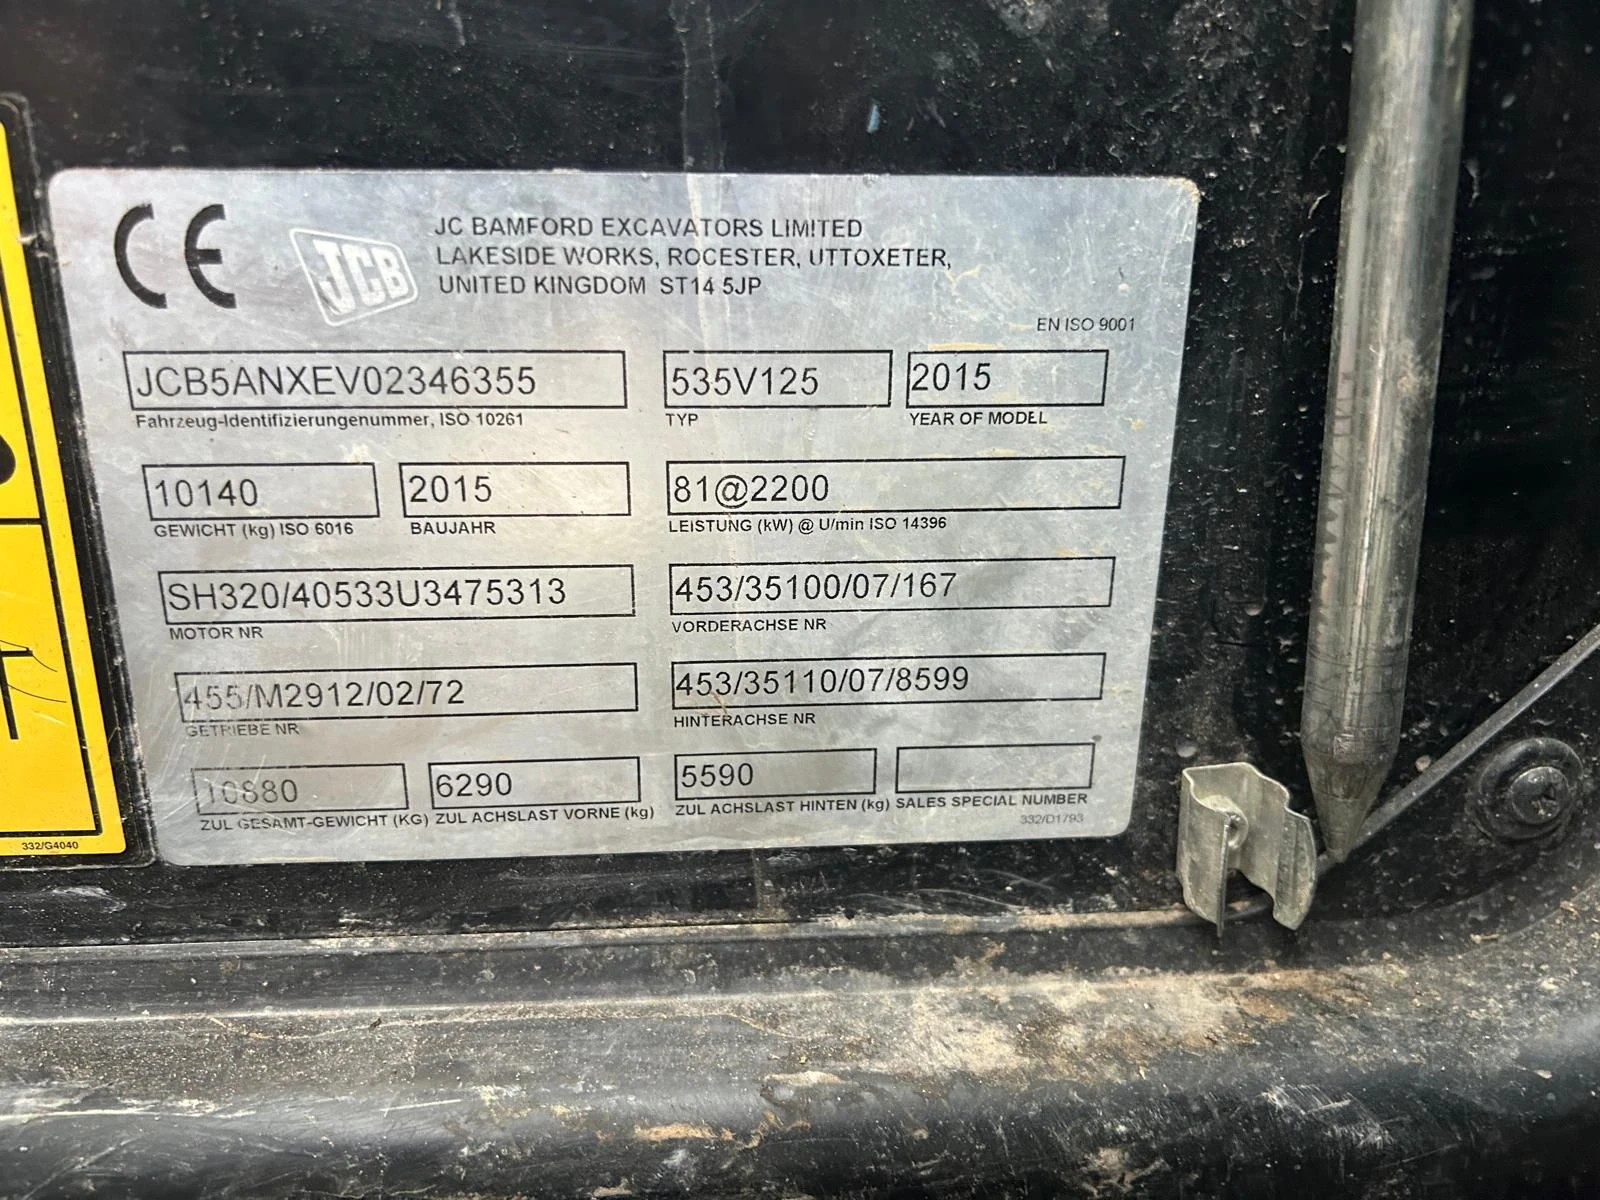 CE
JCB
JC BAMFORD EXCAVATORS LIMITED
LAKESIDE WORKS, ROCESTER, UTTOXETER,
UNITED KINGDOM ST14 5JP
EN ISO 9001
JCB5ANXEV02346355 535V125 2015
Fahrzeug-Identifizierungenummer, ISO 10261 TYP YEAR OF MODEL
10140 2015 81@2200
GEWICHT (kg) ISO 6016 BAUJAHR LEISTUNG (kW) @ U/min ISO 14396
SH320/40533U3475313 453/35100/07/167
MOTOR NR VORDERACHSE NR
455/M2912/02/72 453/35110/07/8599
GETRIEBE NR HINTERACHSE NR
10880 6290 5590
ZUL GESAMT-GEWICHT (KG) ZUL ACHSLAST VORNE (kg) ZUL ACHSLAST HINTEN (kg) SALES SPECIAL NUMBER
332/D1793
332/G4040